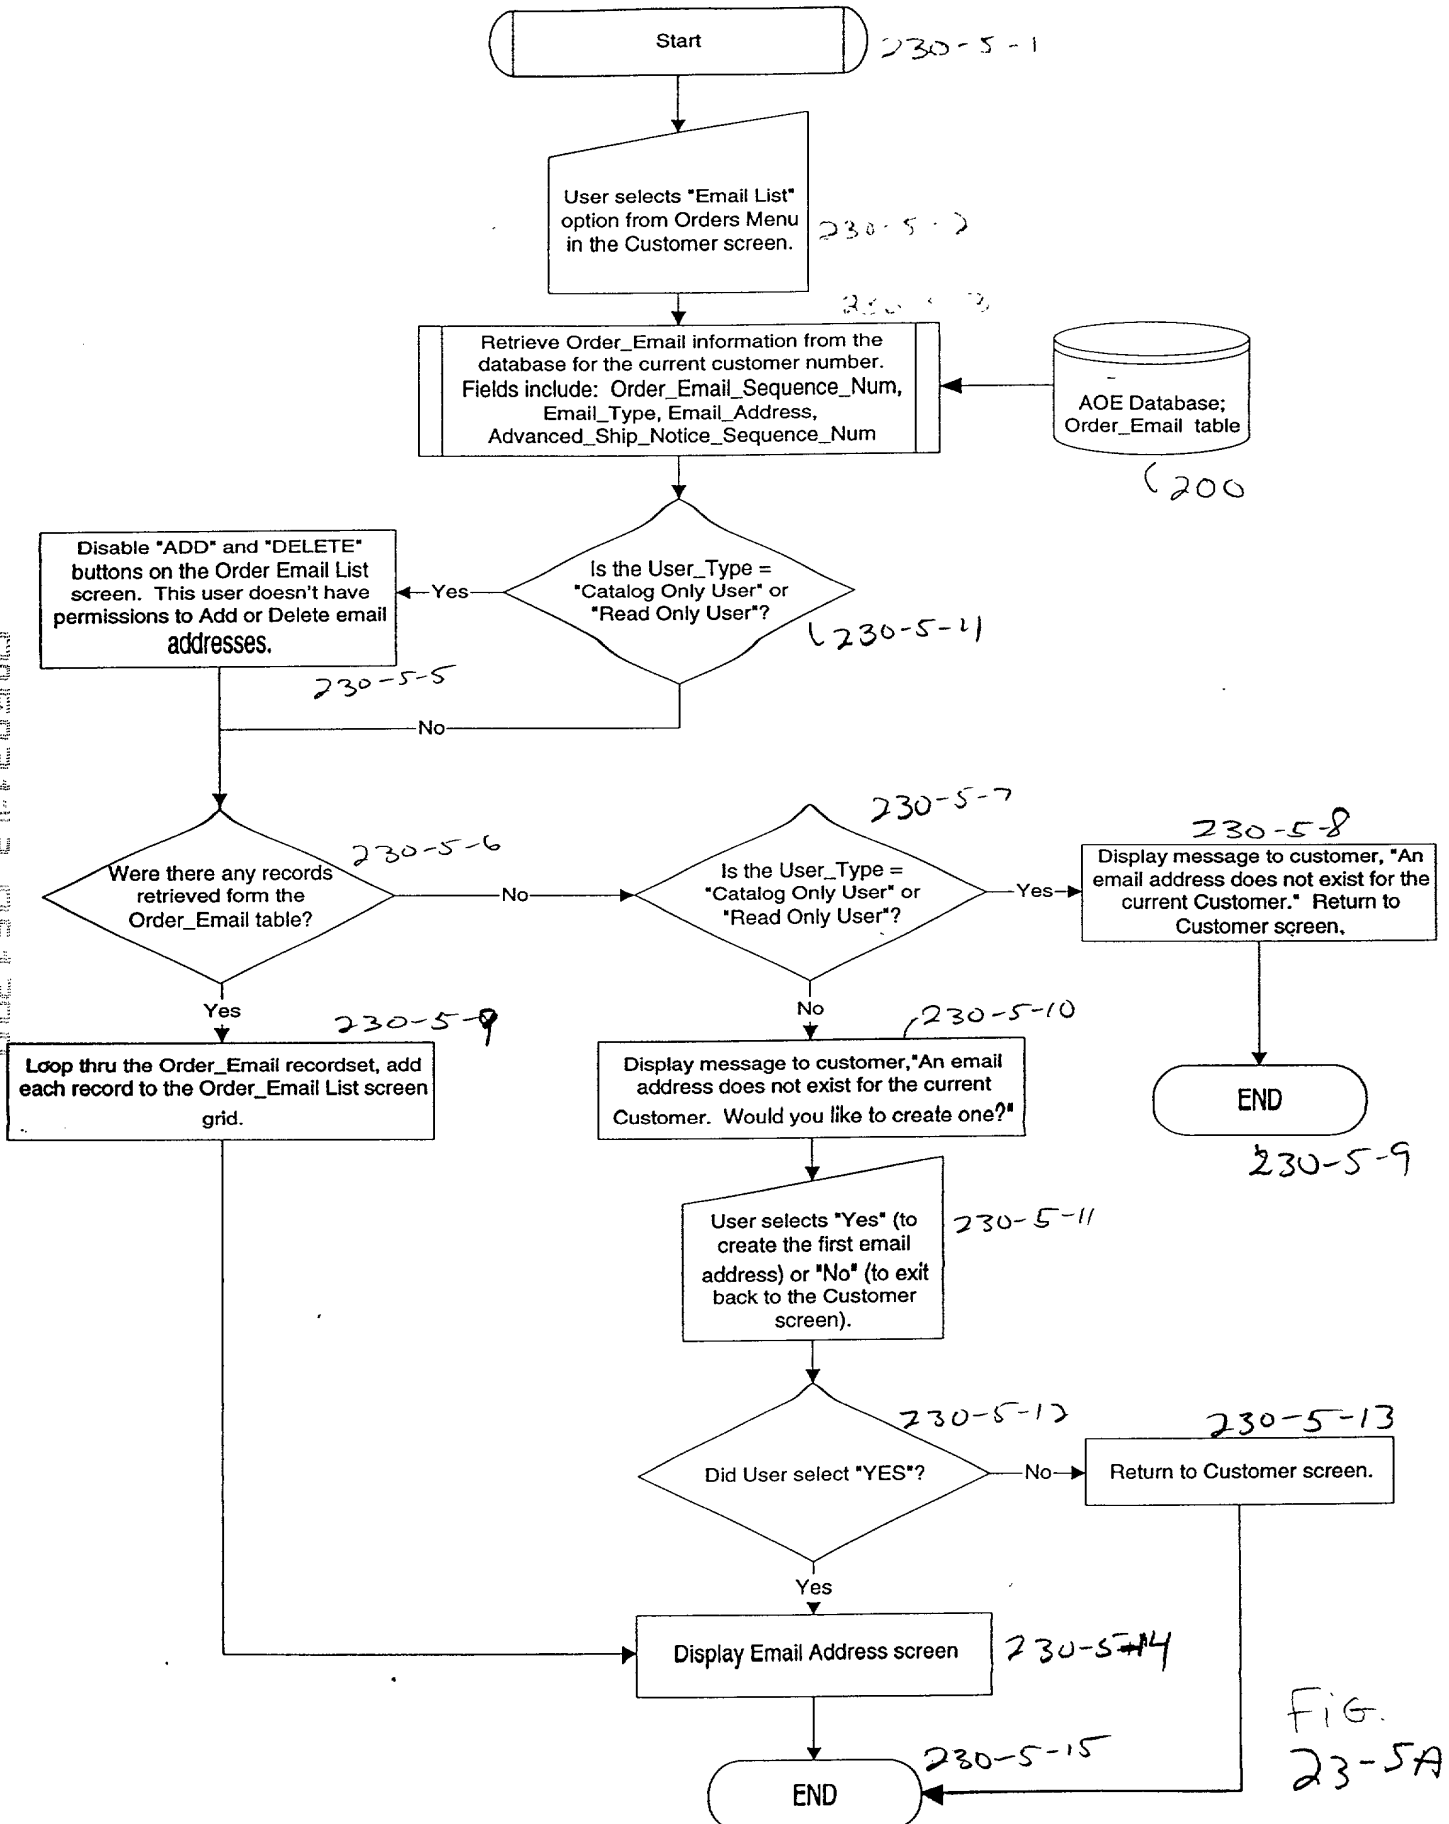 Start
230-5-1
User selects "Email List"
option from Orders Menu
in the Customer screen.
230-5-2
Retrieve Order_Email information from the
database for the current customer number.
Fields include: Order_Email_Sequence_Num,
Email_Type, Email_Address,
Advanced_Ship_Notice_Sequence_Num
AOE Database;
Order_Email table
200
Disable "ADD" and "DELETE"
buttons on the Order Email List
screen. This user doesn't have
permissions to Add or Delete email
addresses.
230-5-5
Yes
Is the User_Type =
"Catalog Only User" or
"Read Only User"?
230-5-4
No
Were there any records
retrieved form the
Order_Email table?
230-5-6
No
Is the User_Type =
"Catalog Only User" or
"Read Only User"?
230-5-7
Yes
230-5-8
Display message to customer, "An
email address does not exist for the
current Customer." Return to
Customer screen.
Yes
230-5-9
Loop thru the Order_Email recordset, add
each record to the Order_Email List screen
grid.
No
230-5-10
Display message to customer,"An email
address does not exist for the current
Customer. Would you like to create one?"
END
230-5-9
User selects "Yes" (to
create the first email
address) or "No" (to exit
back to the Customer
screen).
230-5-11
Did User select "YES"?
230-5-12
No
230-5-13
Return to Customer screen.
Yes
Display Email Address screen
230-5-14
END
230-5-15
FiG.
23-5A